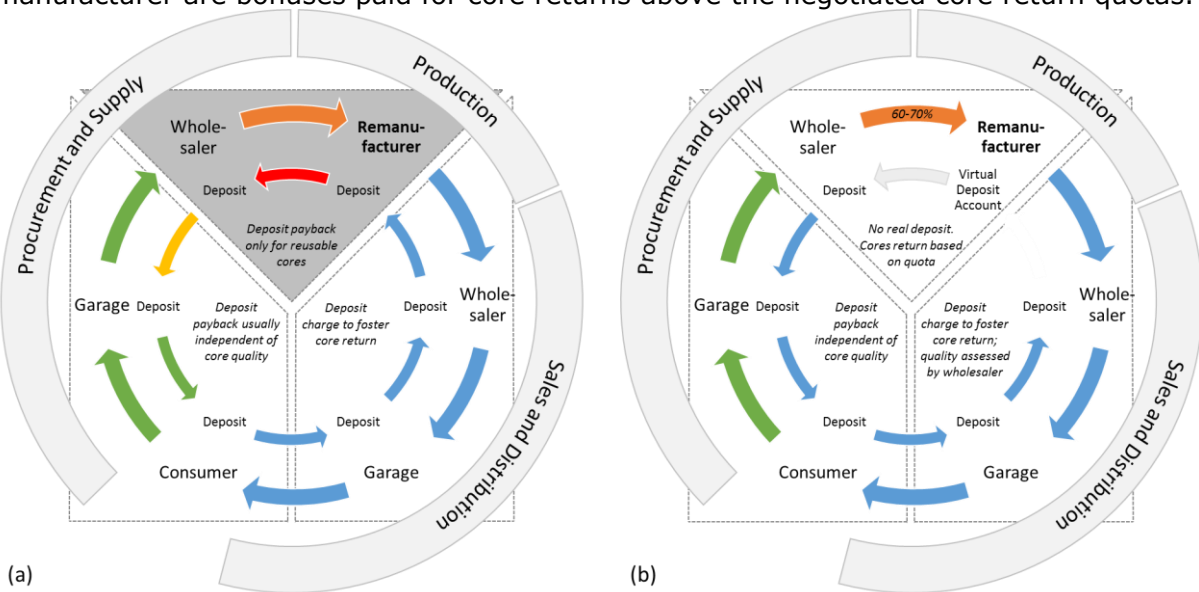 manufacturer are bonuses paid for core returns above the negotiated core return quotas.
Procurement and Supply
Production
Sales and Distribution
Whole-
saler
Remanu-
facturer
Deposit
Deposit
Deposit payback
only for reusable
cores
Garage
Deposit
Deposit
payback usually
independent of
core quality
Deposit
charge to foster
core return
Deposit
Whole-
saler
Deposit
Deposit
Consumer
Garage
(a)
Procurement and Supply
Production
Sales and Distribution
Whole-
saler
60-70%
Remanu-
facturer
Deposit
Virtual
Deposit
Account
No real deposit.
Cores return based
on quota
Garage
Deposit
Deposit
payback
independent of
core quality
Deposit
charge to foster
core return;
quality assessed
by wholesaler
Deposit
Whole-
saler
Deposit
Deposit
Consumer
Garage
(b)